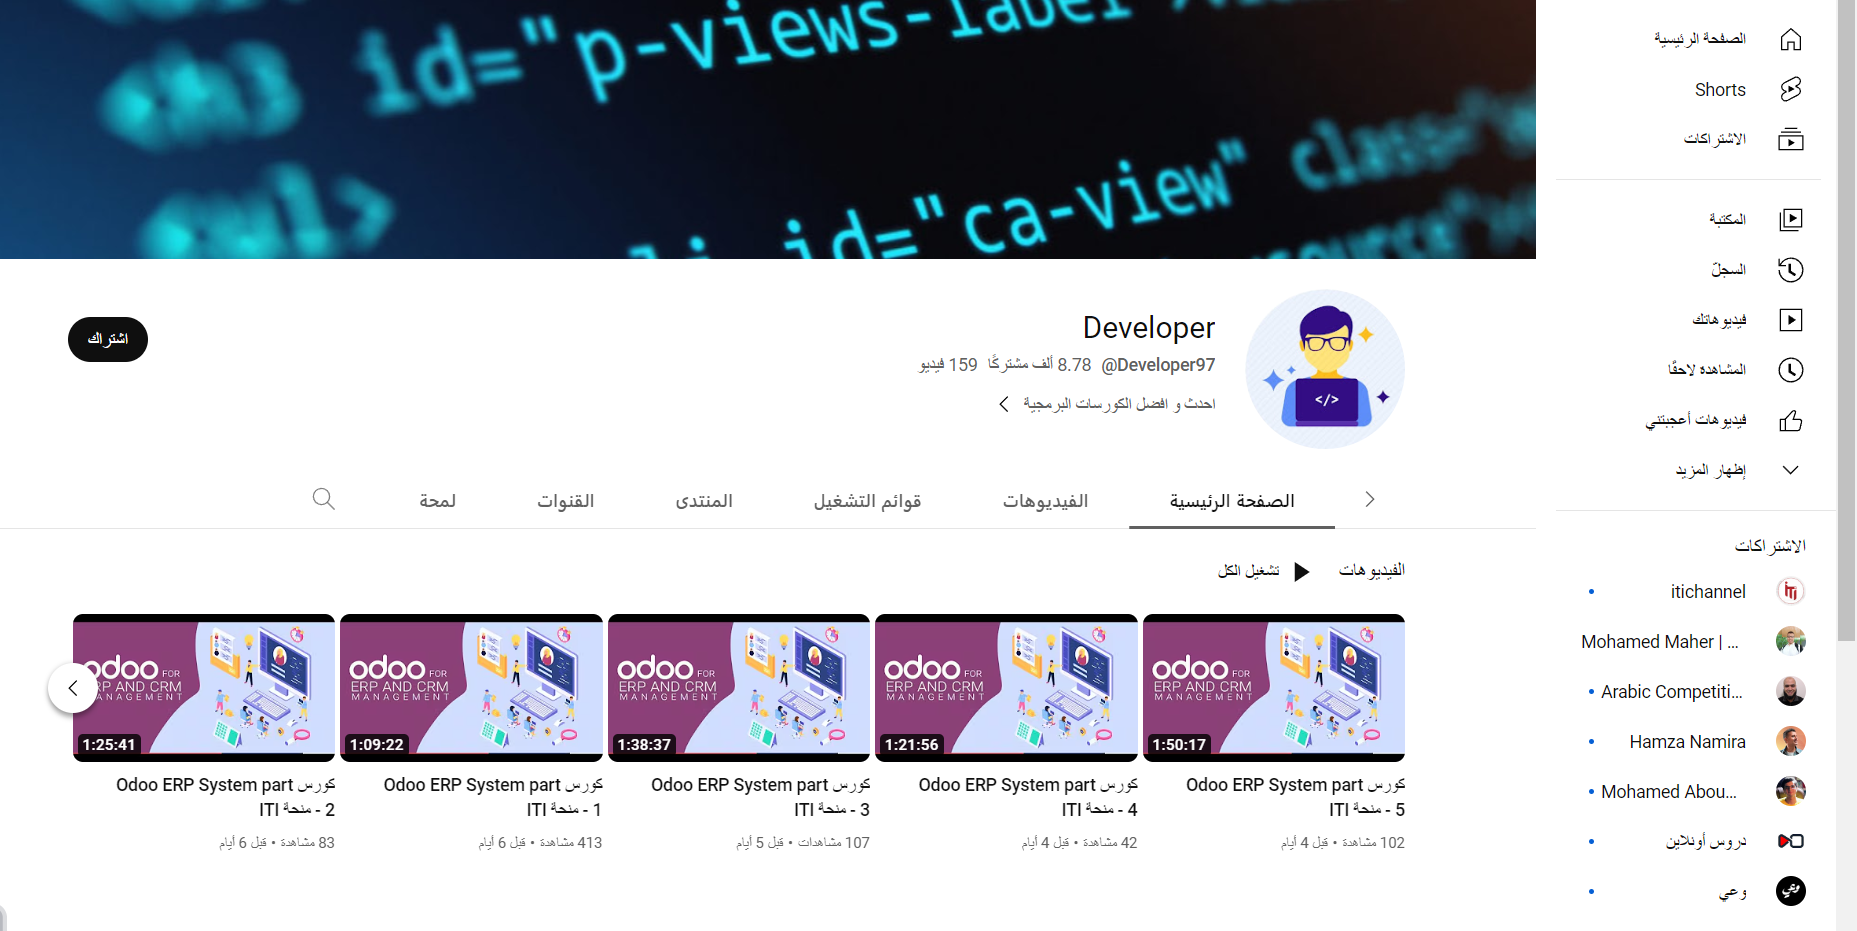 id="p-views-label
id="ca-view" class=
الصفحة الرئيسية
Shorts
الاشتراكات
المكتبة
السجلّ
فيديوهاتك
المشاهدة لاحقًا
فيديوهات أعجبتني
إظهار المزيد
الاشتراكات
itichannel
Mohamed Maher | ...
Arabic Competiti...
Hamza Namira
Mohamed Abou...
دروس أونلاين
وعي
Developer
@Developer97 8.78 ألف مشتركًا 159 فيديو
احدث و افضل الكورسات البرمجية
اشتراك
</>
الصفحة الرئيسية
الفيديوهات
قوائم التشغيل
المنتدى
القنوات
لمحة
الفيديوهات
تشغيل الكل
odoo FOR
ERP AND CRM
MANAGEMENT
1:50:17
كورس Odoo ERP System part
5 - منحة ITI
102 مشاهدة • قبل 4 أيام
odoo FOR
ERP AND CRM
MANAGEMENT
1:21:56
كورس Odoo ERP System part
4 - منحة ITI
42 مشاهدة • قبل 4 أيام
odoo FOR
ERP AND CRM
MANAGEMENT
1:38:37
كورس Odoo ERP System part
3 - منحة ITI
107 مشاهدات • قبل 5 أيام
odoo FOR
ERP AND CRM
MANAGEMENT
1:09:22
كورس Odoo ERP System part
1 - منحة ITI
413 مشاهدة • قبل 6 أيام
odoo FOR
ERP AND CRM
MANAGEMENT
1:25:41
كورس Odoo ERP System part
2 - منحة ITI
83 مشاهدة • قبل 6 أيام